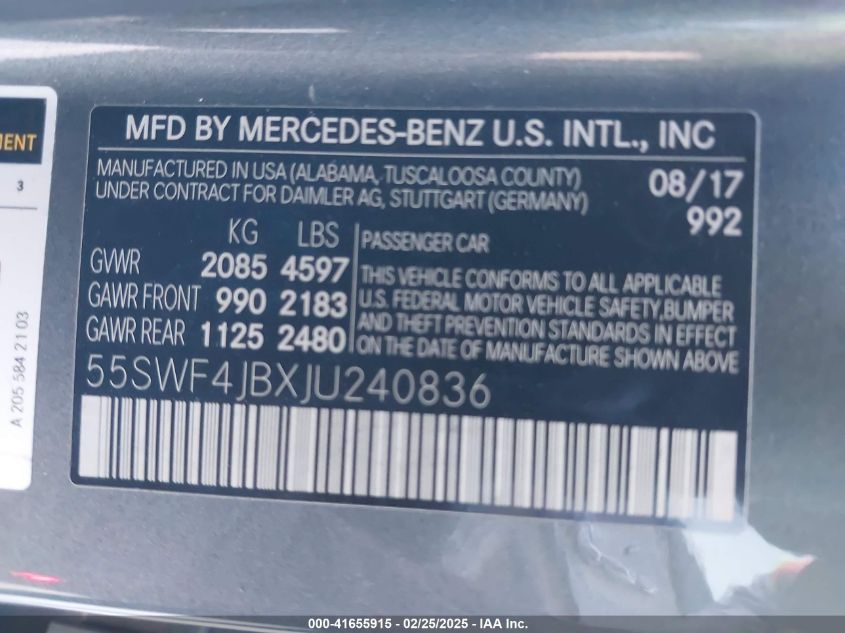 MENT
3
A 205 584 21 03
MFD BY MERCEDES-BENZ U.S. INTL., INC
MANUFACTURED IN USA (ALABAMA, TUSCALOOSA COUNTY)
UNDER CONTRACT FOR DAIMLER AG, STUTTGART (GERMANY)
08/17
992
KG LBS
GVWR 2085 4597
GAWR FRONT 990 2183
GAWR REAR 1125 2480
PASSENGER CAR
THIS VEHICLE CONFORMS TO ALL APPLICABLE
U.S. FEDERAL MOTOR VEHICLE SAFETY,BUMPER
AND THEFT PREVENTION STANDARDS IN EFFECT
ON THE DATE OF MANUFACTURE SHOWN ABOVE
55SWF4JBXJU240836
000-41655915 - 02/25/2025 - IAA Inc.